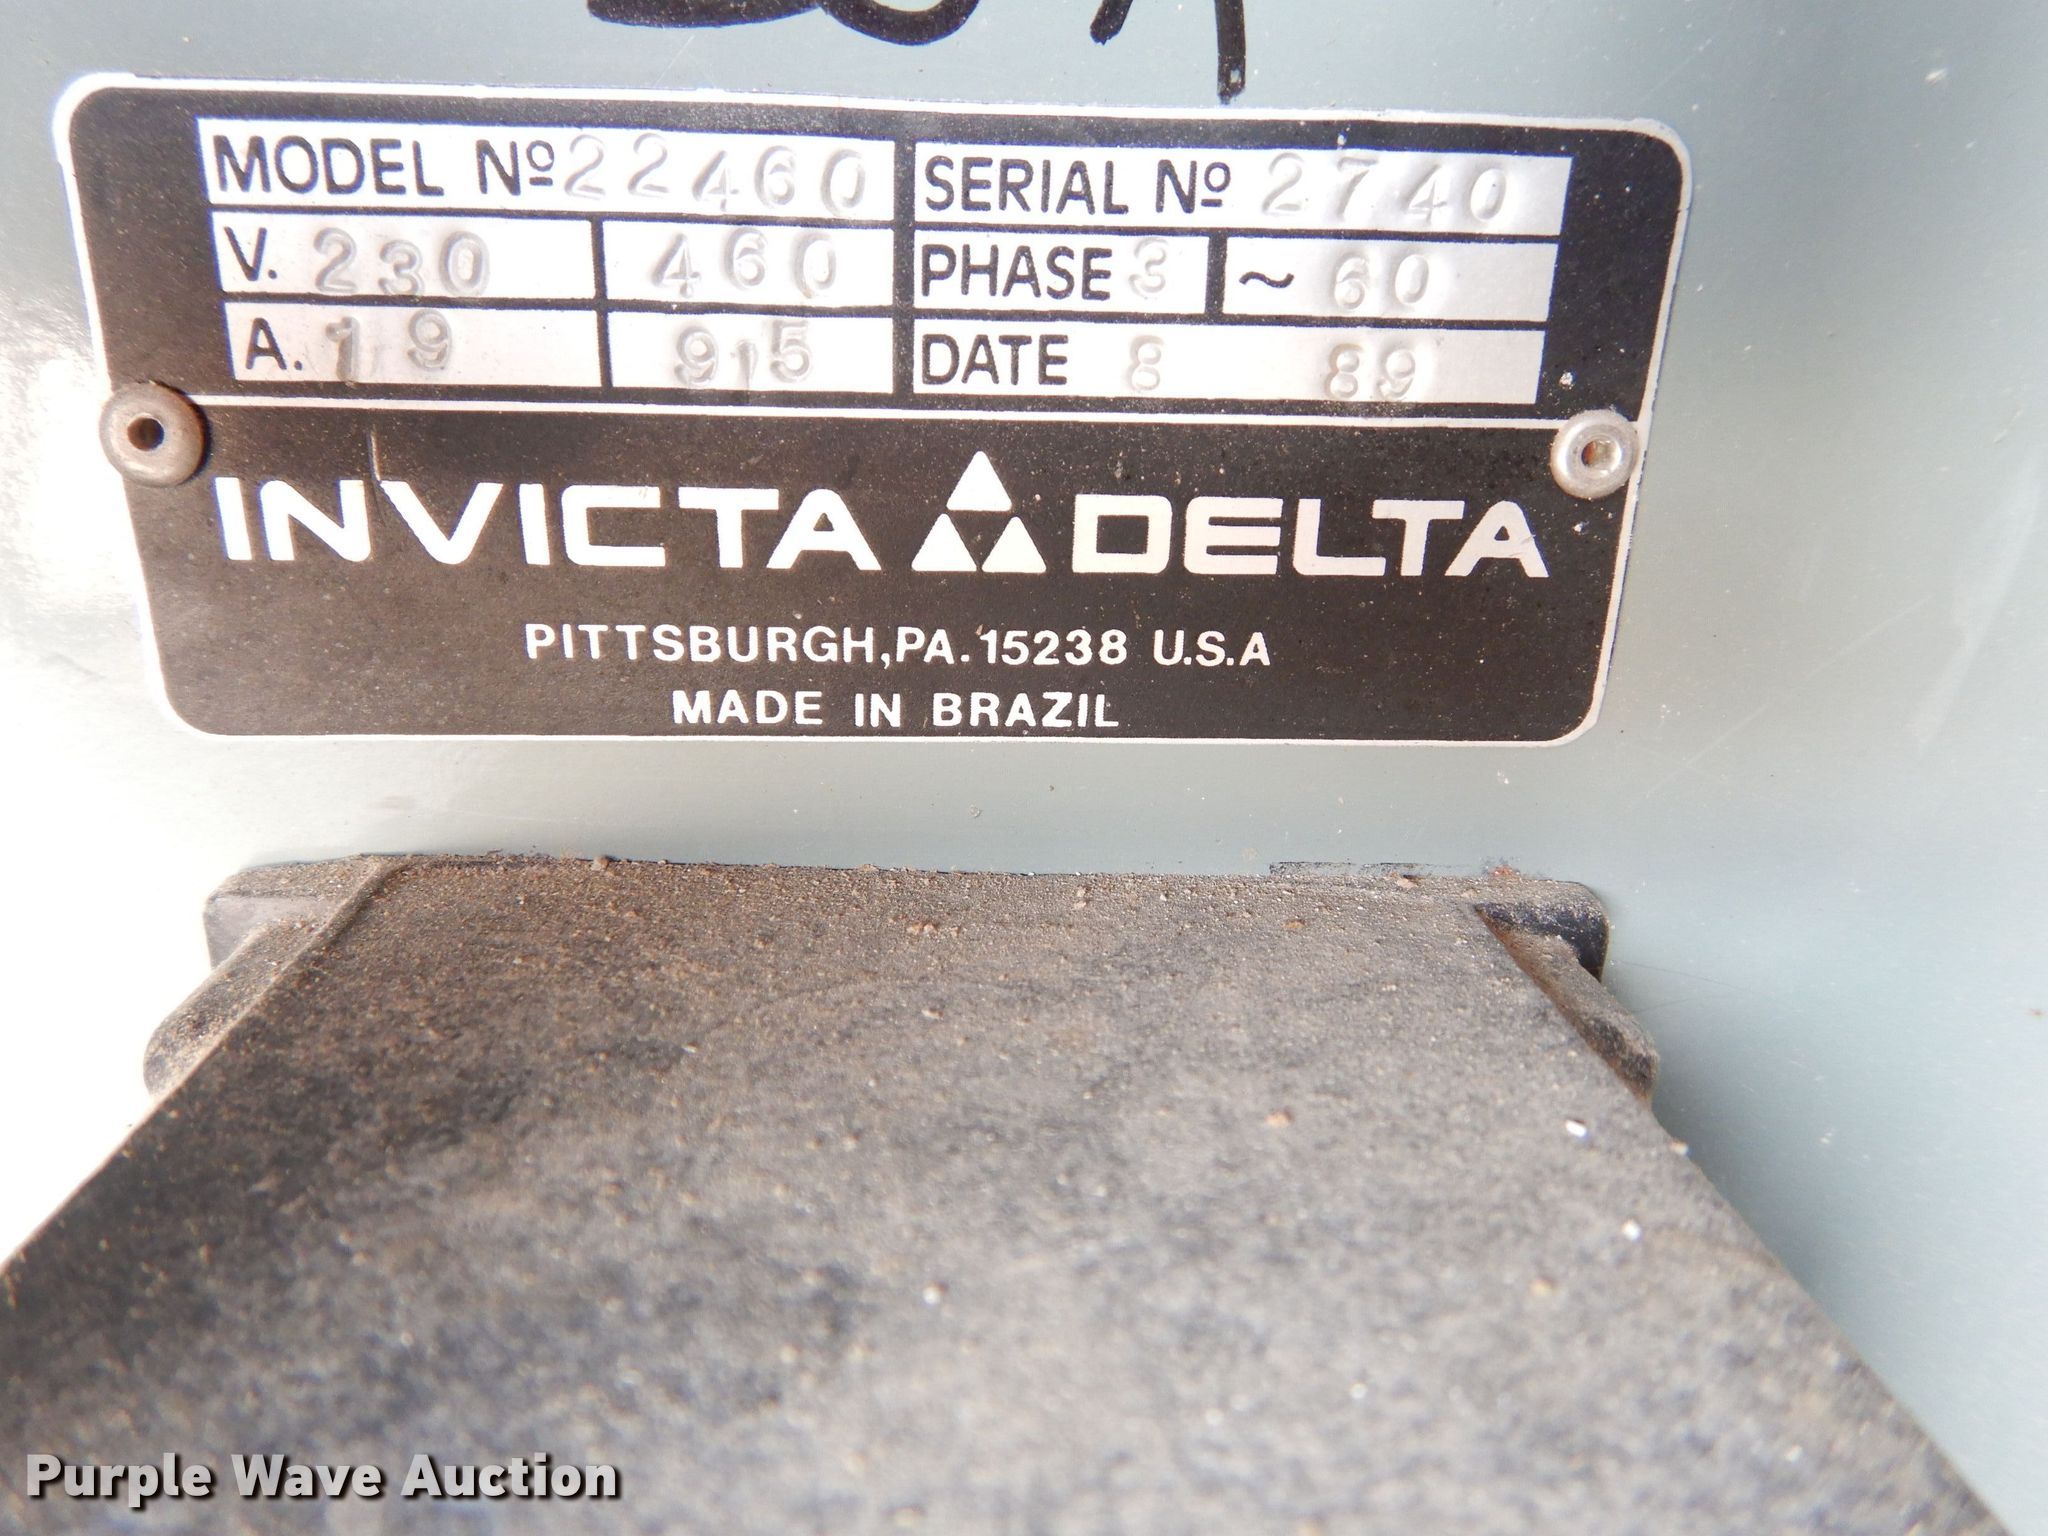 MODEL Nº 22460 SERIAL Nº 2740
V. 230 460 PHASE 3 ~ 60
A. 19 9,5 DATE 8 89
INVICTA DELTA
PITTSBURGH, PA. 15238 U.S.A
MADE IN BRAZIL
Purple Wave Auction